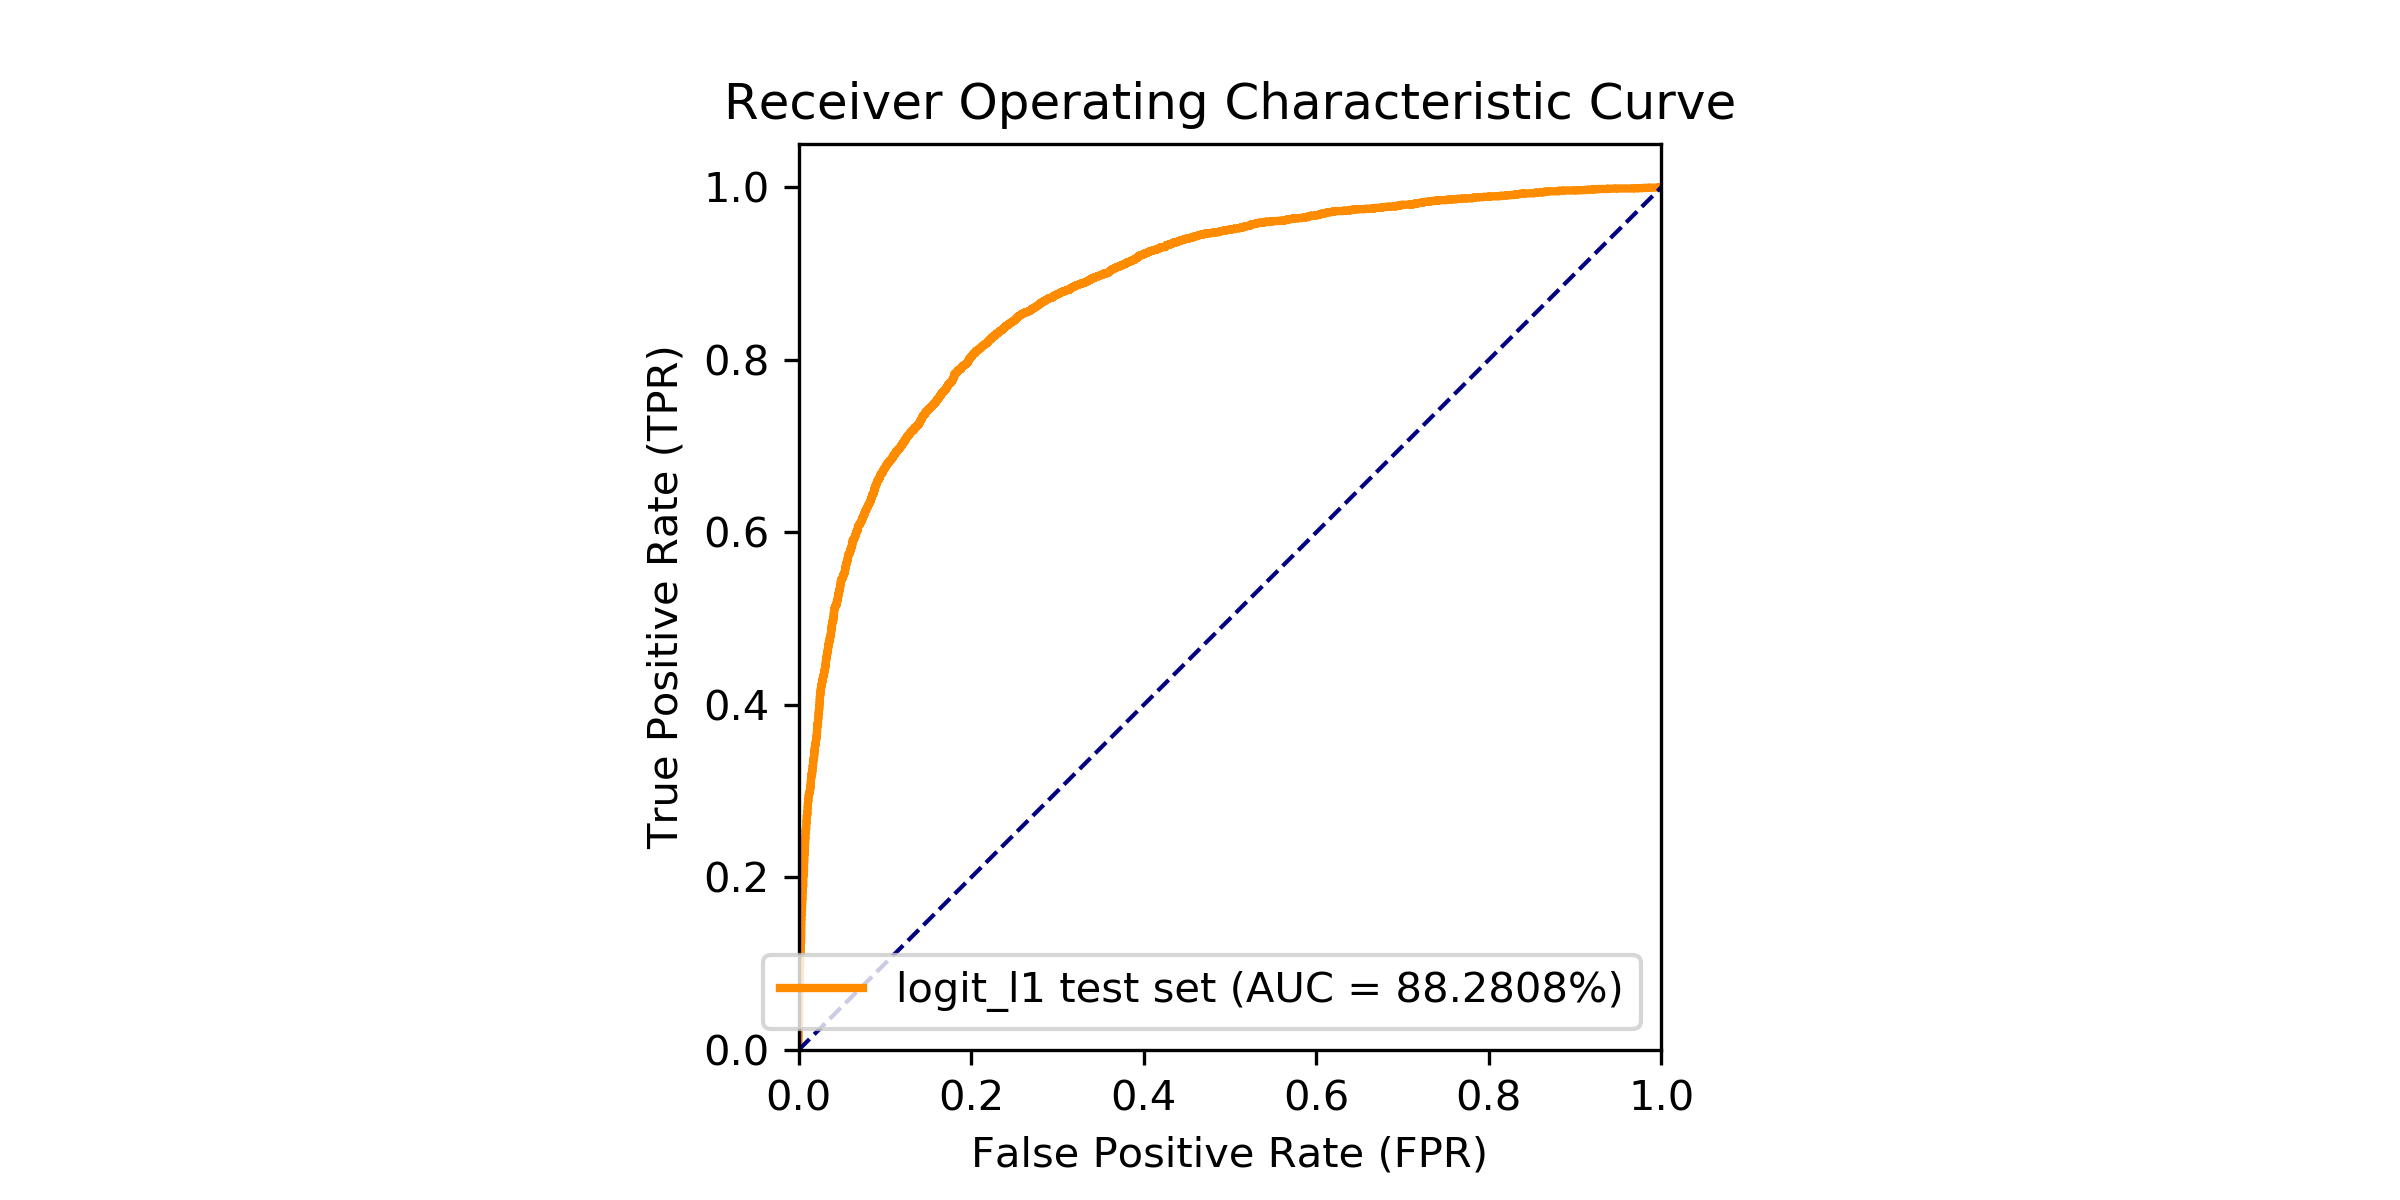 Receiver Operating Characteristic Curve
1.0
0.8
0.6
0.4
0.2
0.0
True Positive Rate (TPR)
logit_l1 test set (AUC = 88.2808%)
0.0 0.2 0.4 0.6 0.8 1.0
False Positive Rate (FPR)